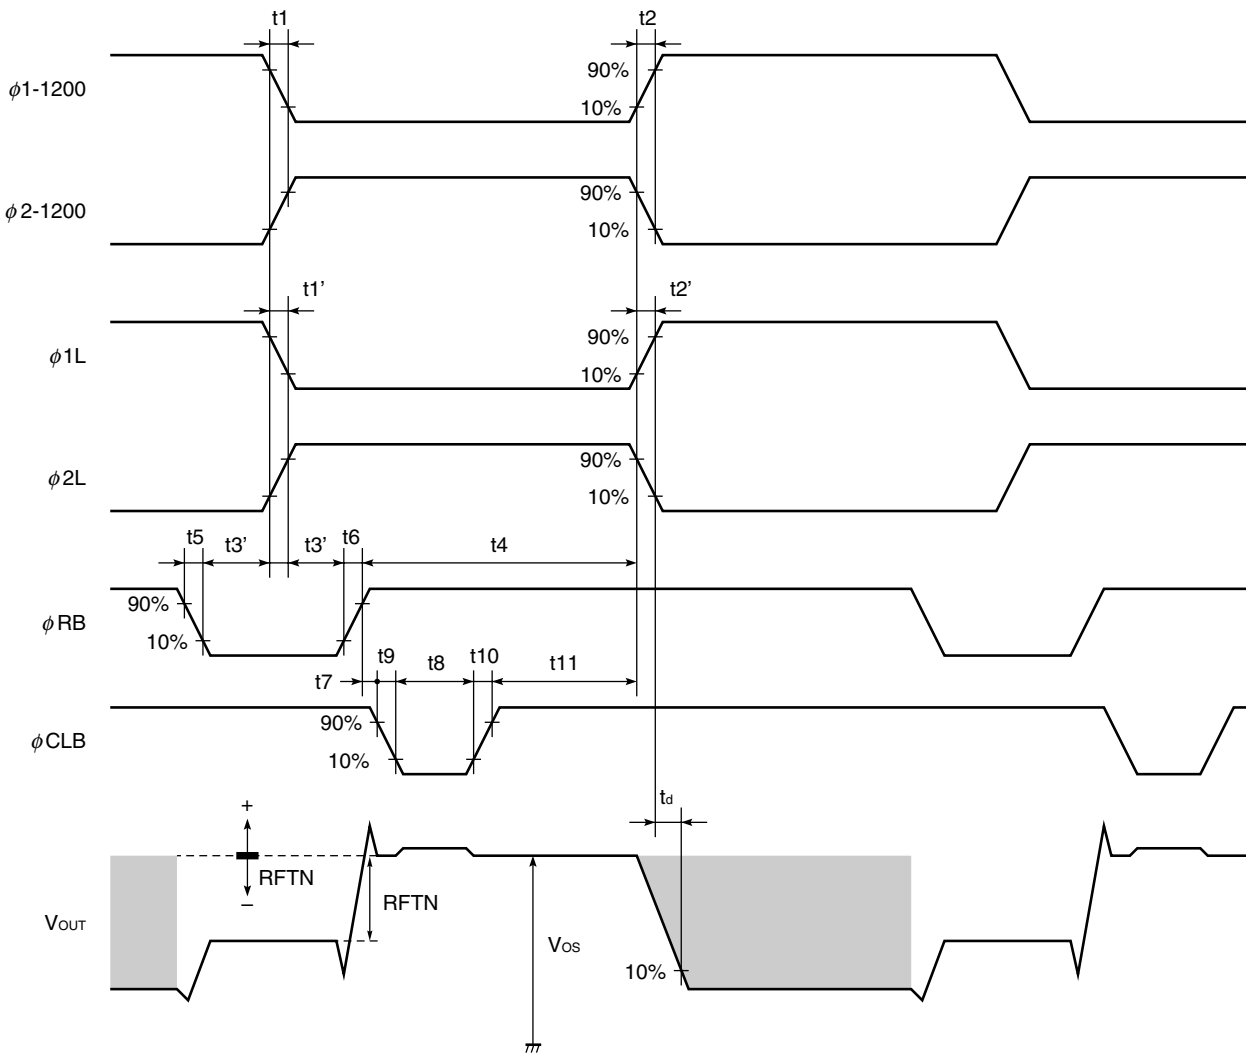 t1
t2
ϕ1-1200
90%
10%
ϕ2-1200
90%
10%
t1’
t2’
ϕ1L
90%
10%
ϕ2L
90%
10%
t5
t3’
t3’
t6
t4
ϕRB
90%
10%
t9
t8
t10
t11
t7
ϕCLB
90%
10%
td
+
RFTN
−
RFTN
VOUT
VOS
10%